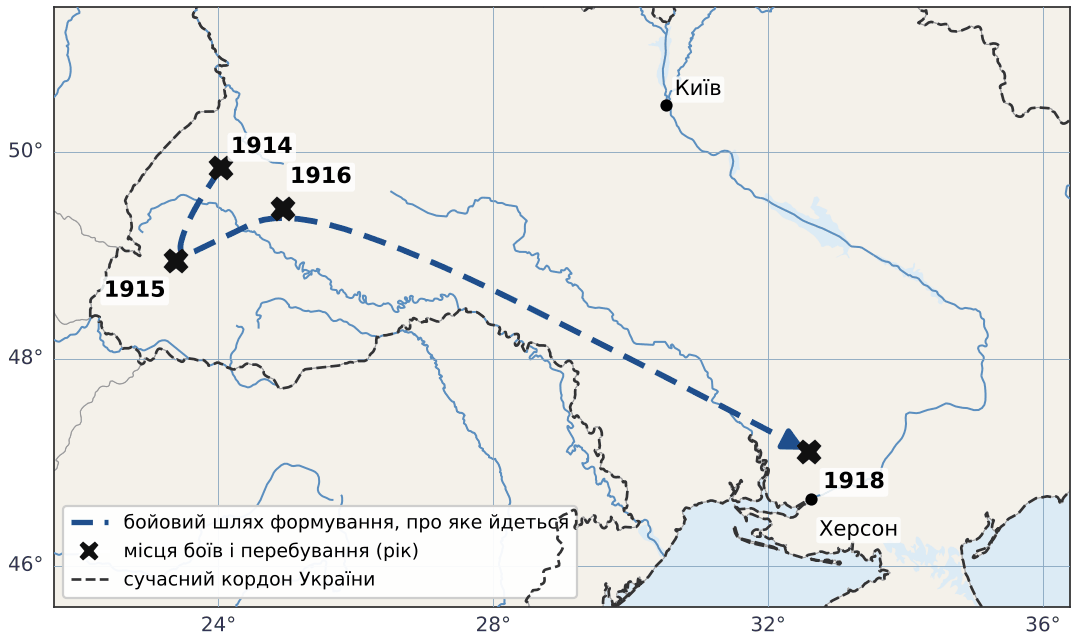 Київ
50°
1914
1916
1915
48°
1918
Херсон
46°
бойовий шлях формування, про яке йдеться
місця боїв і перебування (рік)
сучасний кордон України
24°
28°
32°
36°